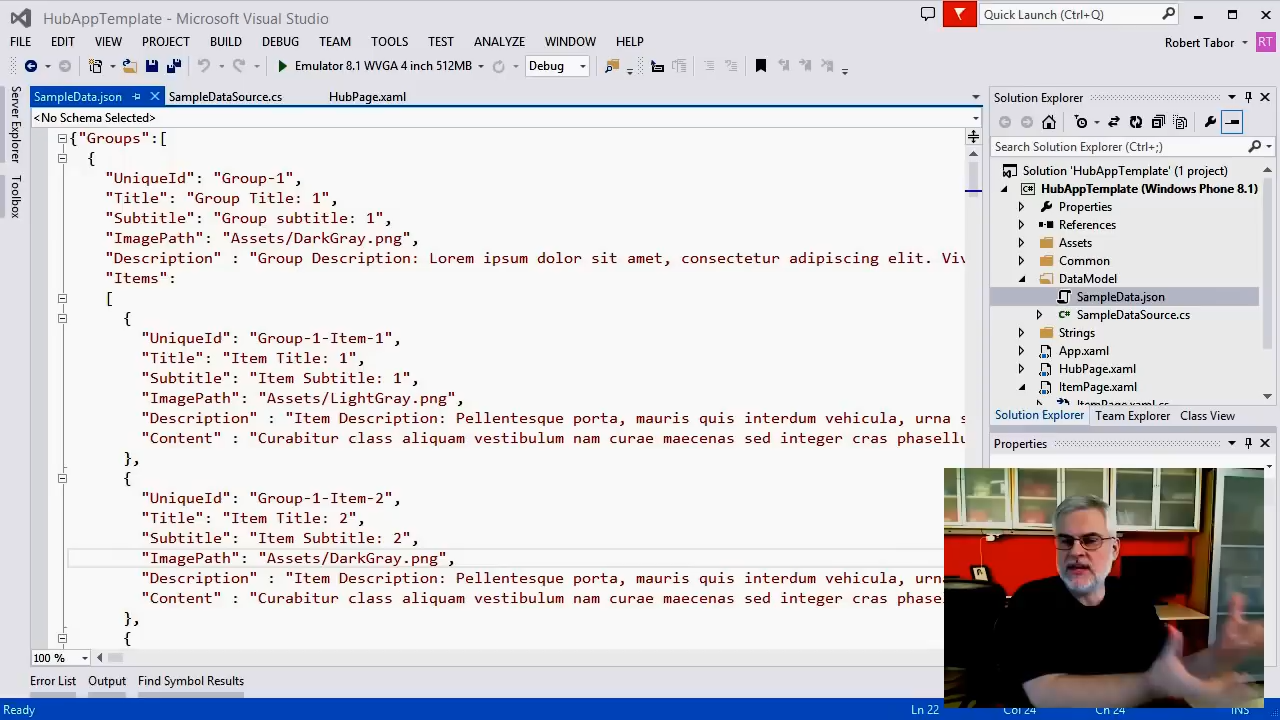 HubAppTemplate - Microsoft Visual Studio
Quick Launch (Ctrl+Q)
FILE EDIT VIEW PROJECT BUILD DEBUG TEAM TOOLS TEST ANALYZE WINDOW HELP
Robert Tabor RT
Emulator 8.1 WVGA 4 inch 512MB Debug
Server Explorer
Toolbox
SampleData.json SampleDataSource.cs HubPage.xaml
<No Schema Selected>
{"Groups":[
{
"UniqueId": "Group-1",
"Title": "Group Title: 1",
"Subtitle": "Group subtitle: 1",
"ImagePath": "Assets/DarkGray.png",
"Description" : "Group Description: Lorem ipsum dolor sit amet, consectetur adipiscing elit. Viv
"Items":
[
{
"UniqueId": "Group-1-Item-1",
"Title": "Item Title: 1",
"Subtitle": "Item Subtitle: 1",
"ImagePath": "Assets/LightGray.png",
"Description" : "Item Description: Pellentesque porta, mauris quis interdum vehicula, urna s
"Content" : "Curabitur class aliquam vestibulum nam curae maecenas sed integer cras phasellu
},
{
"UniqueId": "Group-1-Item-2",
"Title": "Item Title: 2",
"Subtitle": "Item Subtitle: 2",
"ImagePath": "Assets/DarkGray.png",
"Description" : "Item Description: Pellentesque porta, mauris quis interdum vehicula, urna
"Content" : "Curabitur class aliquam vestibulum nam curae maecenas sed integer cras phase
},
{
100 %
Error List Output Find Symbol Results
Ready Ln 22 Col 24 Ch 24 INS
Solution Explorer
Search Solution Explorer (Ctrl+;)
Solution 'HubAppTemplate' (1 project)
HubAppTemplate (Windows Phone 8.1)
Properties
References
Assets
Common
DataModel
SampleData.json
SampleDataSource.cs
Strings
App.xaml
HubPage.xaml
ItemPage.xaml
ItemPage.xaml.cs
Solution Explorer Team Explorer Class View
Properties